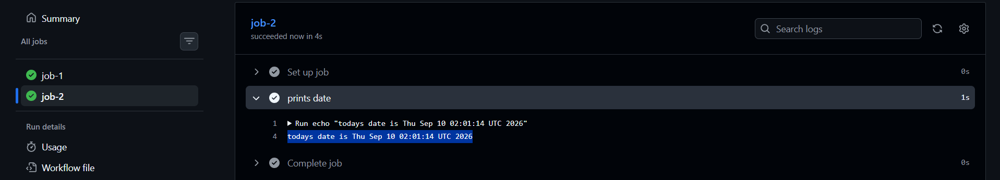 Summary
All jobs
job-1
job-2
Run details
Usage
Workflow file
job-2
succeeded now in 4s
Search logs
Set up job 0s
prints date 1s
1 Run echo "todays date is Thu Sep 10 02:01:14 UTC 2026"
4 todays date is Thu Sep 10 02:01:14 UTC 2026
Complete job 0s